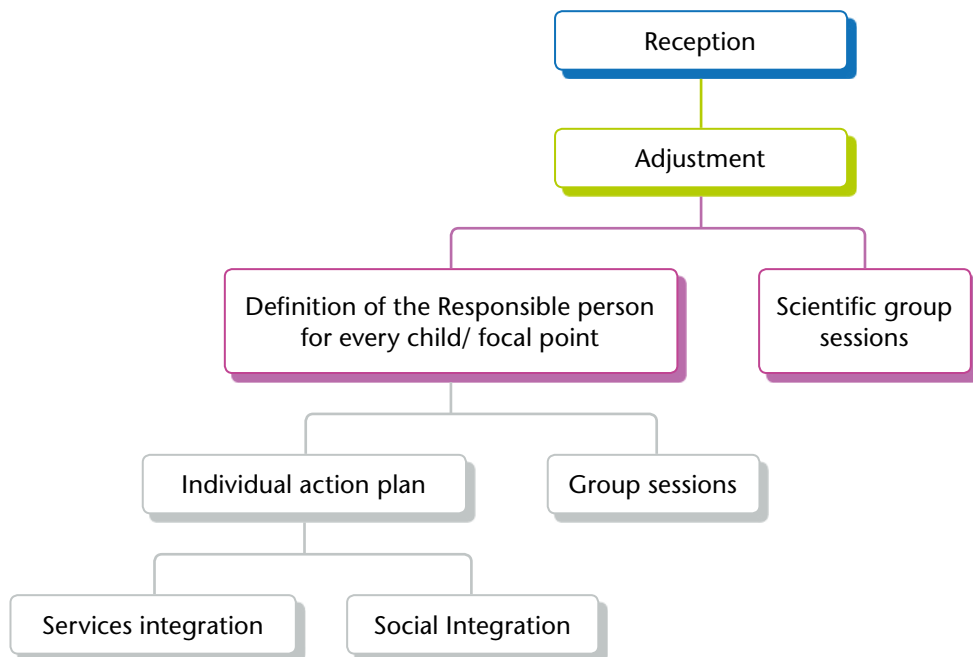 Reception
Adjustment
Definition of the Responsible person
for every child/ focal point
Scientific group
sessions
Individual action plan
Group sessions
Services integration
Social Integration